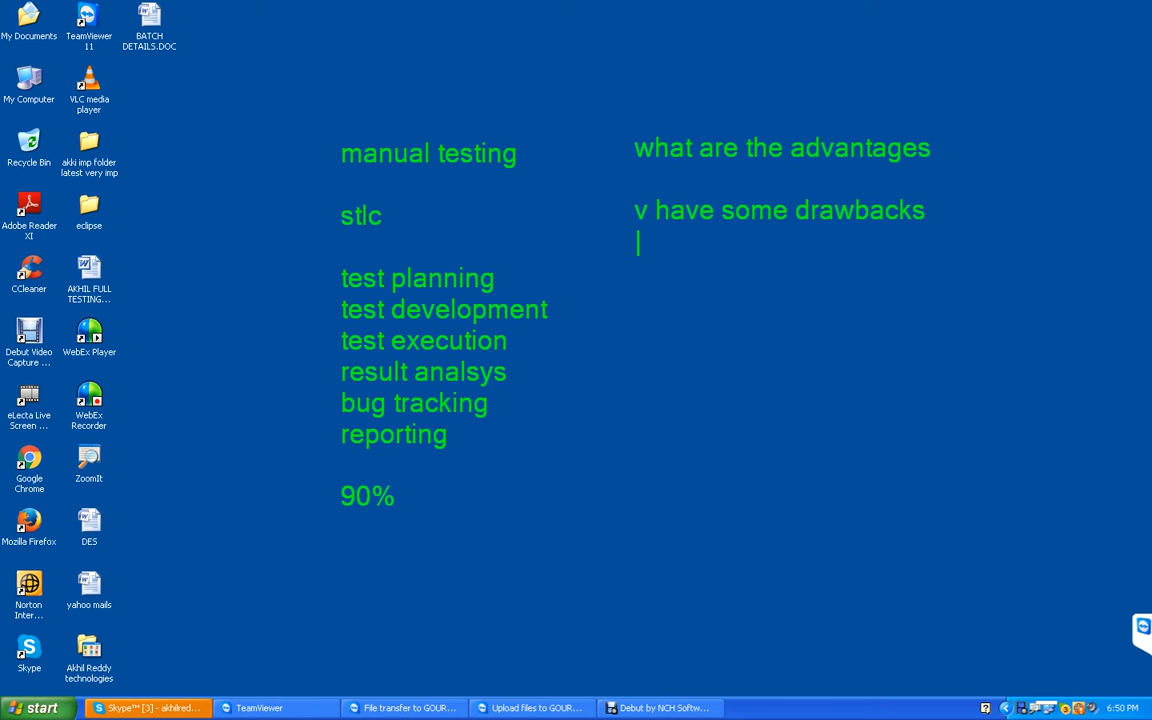 My Documents
TeamViewer
11
BATCH
DETAILS.DOC
My Computer
VLC media
player
Recycle Bin
akki imp folder
latest very imp
Adobe Reader
XI
eclipse
CCleaner
AKHIL FULL
TESTING...
Debut Video
Capture ...
WebEx Player
eLecta Live
Screen ...
WebEx
Recorder
Google
Chrome
ZoomIt
Mozilla Firefox
DES
Norton
Inter...
yahoo mails
Skype
Akhil Reddy
technologies
manual testing
stlc
test planning
test development
test execution
result analsys
bug tracking
reporting
90%
what are the advantages
v have some drawbacks
start
Skype™ [3] - akhilred...
TeamViewer
File transfer to GOUR...
Upload files to GOUR...
Debut by NCH Softw...
6:50 PM